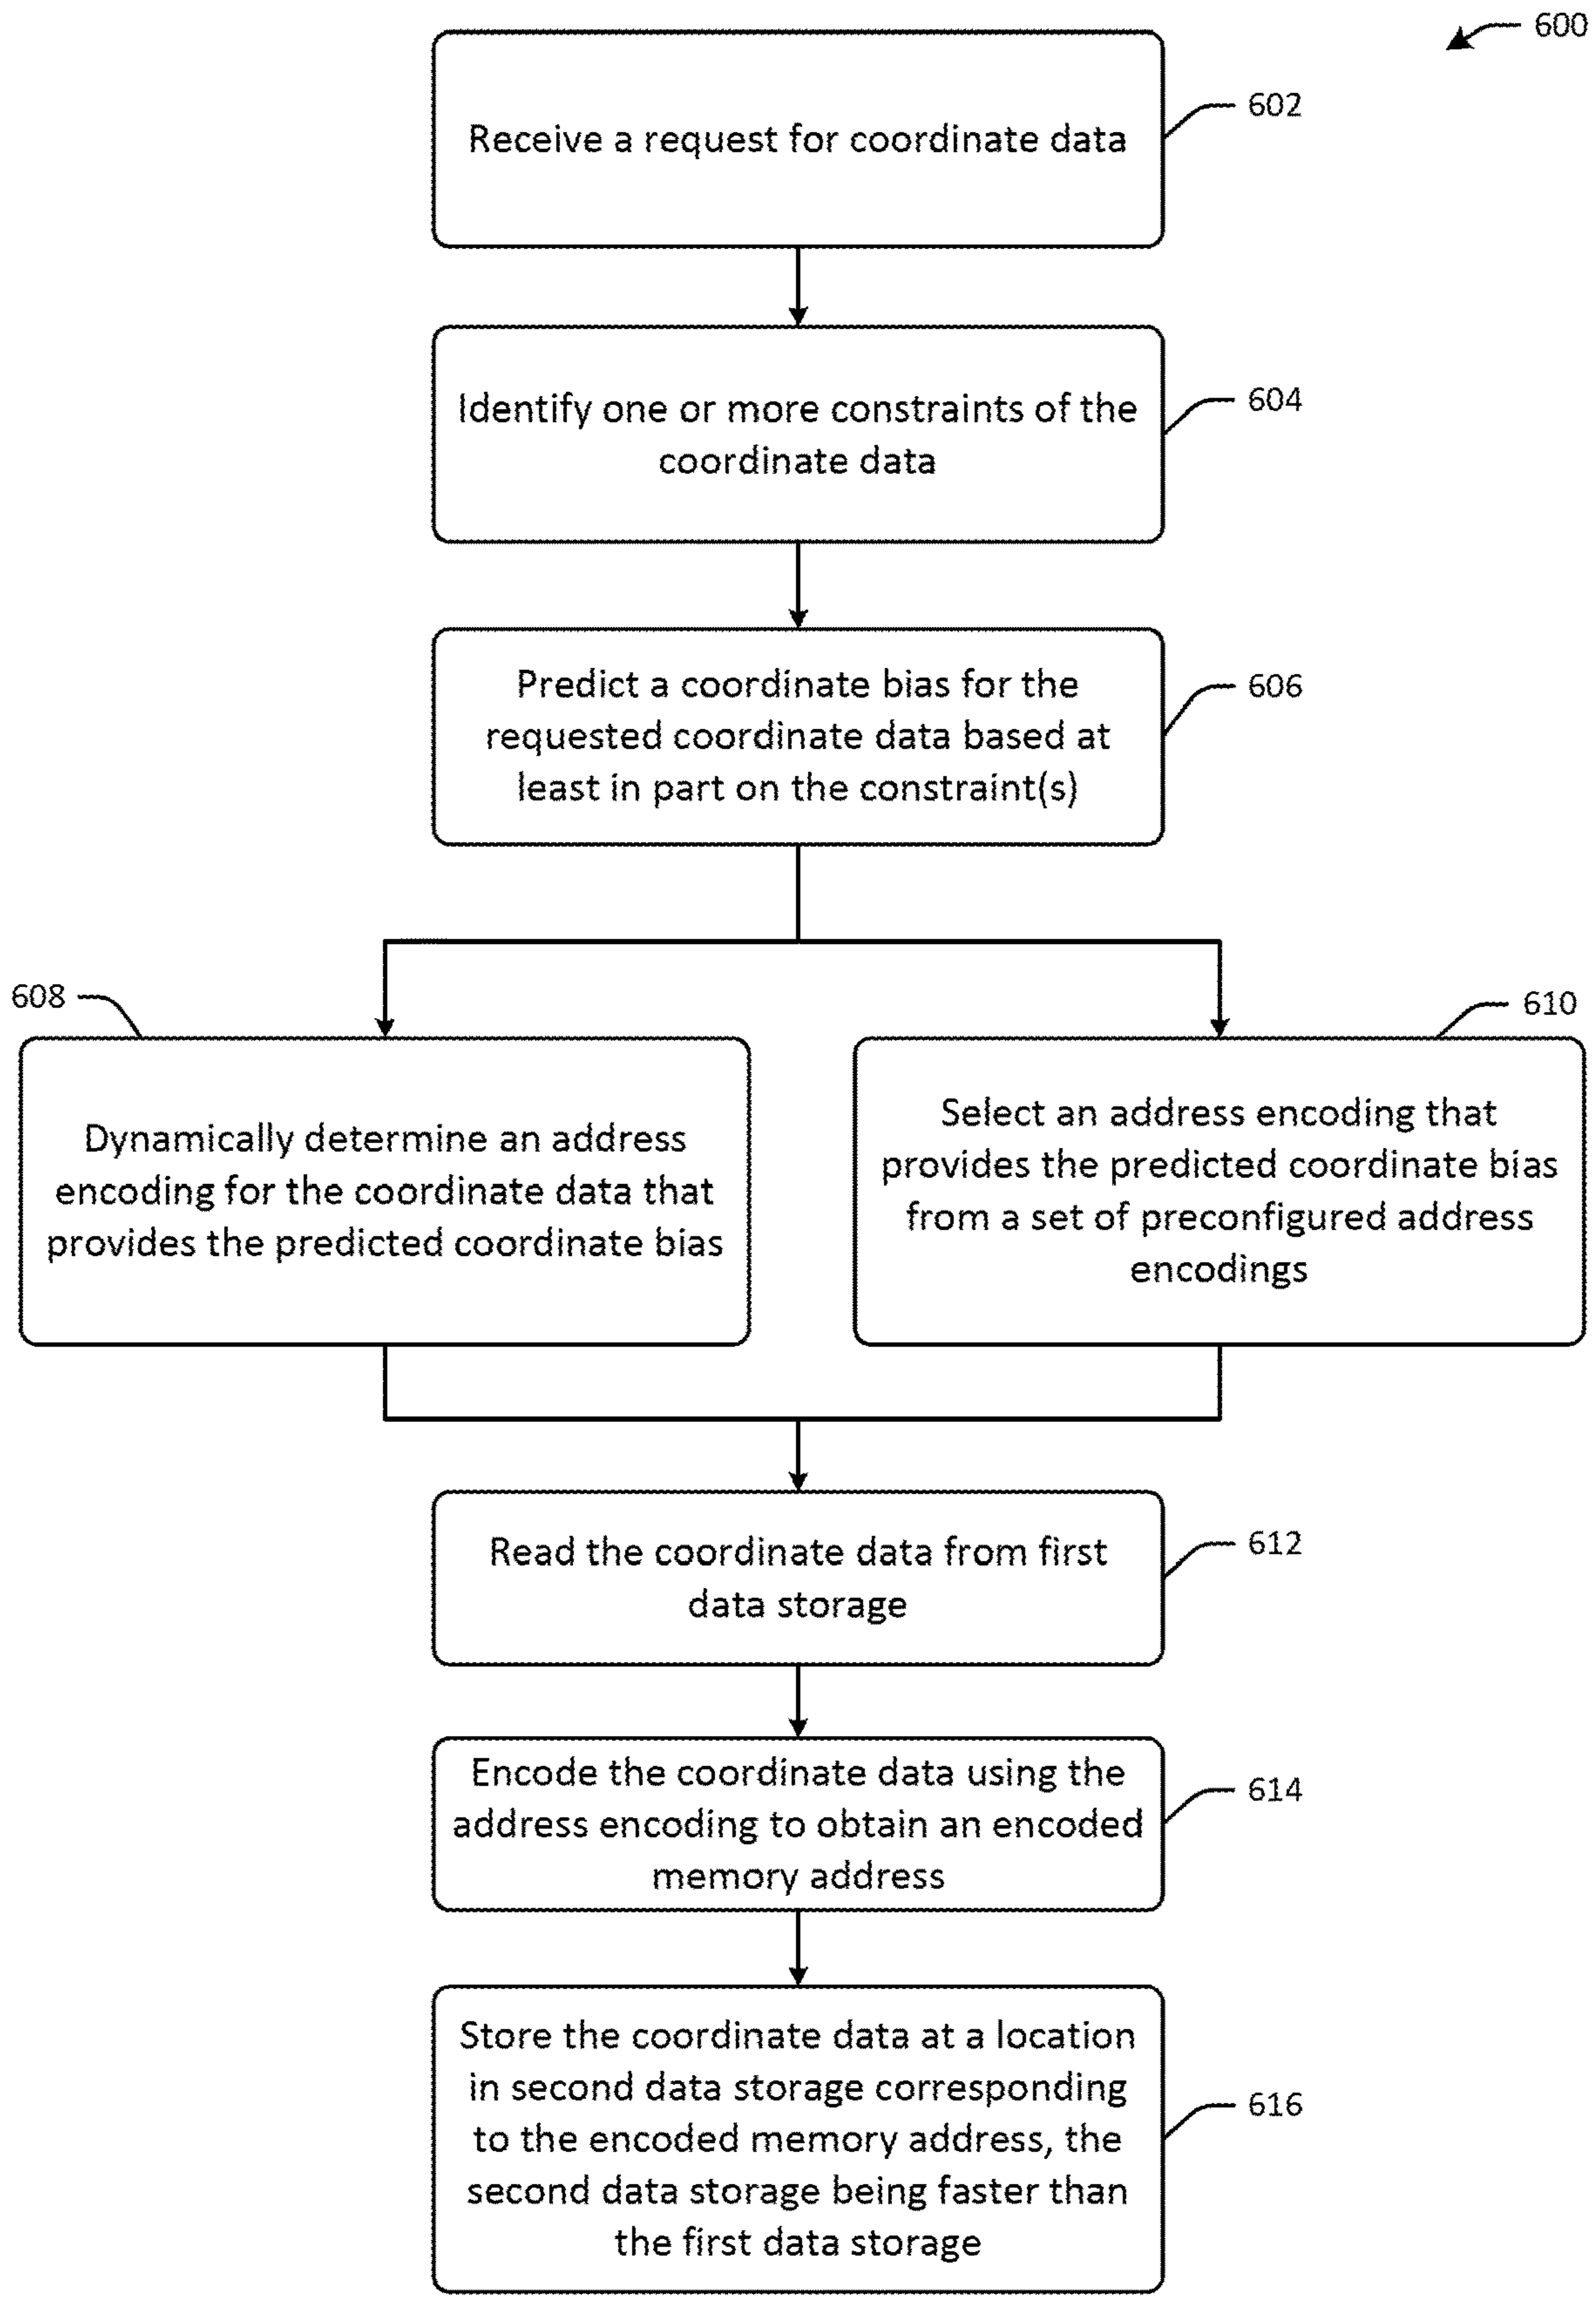 600
Receive a request for coordinate data
602
Identify one or more constraints of the
coordinate data
604
Predict a coordinate bias for the
requested coordinate data based at
least in part on the constraint(s)
606
608
Dynamically determine an address
encoding for the coordinate data that
provides the predicted coordinate bias
610
Select an address encoding that
provides the predicted coordinate bias
from a set of preconfigured address
encodings
Read the coordinate data from first
data storage
612
Encode the coordinate data using the
address encoding to obtain an encoded
memory address
614
Store the coordinate data at a location
in second data storage corresponding
to the encoded memory address, the
second data storage being faster than
the first data storage
616